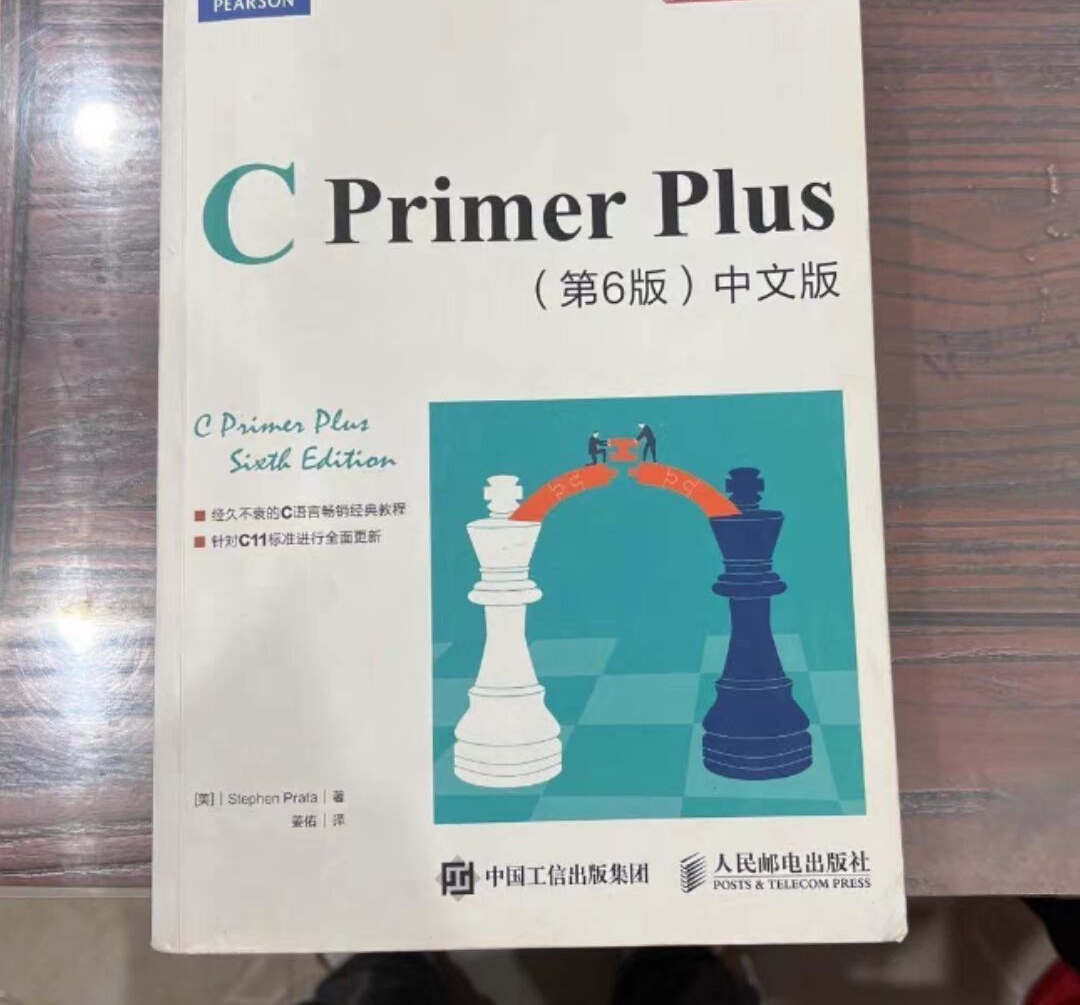 PEARSON
C Primer Plus
（第6版）中文版
C Primer Plus
Sixth Edition
■ 经久不衰的C语言畅销经典教程
■ 针对C11标准进行全面更新
[美]｜Stephen Prata｜著
姜佑｜译
中国工信出版集团
人民邮电出版社
POSTS & TELECOM PRESS